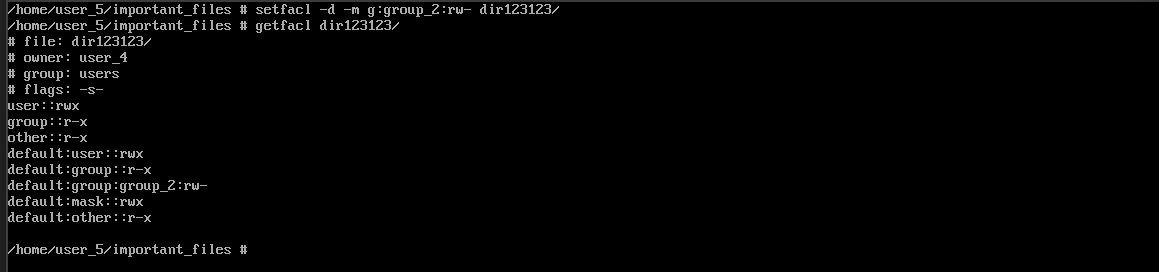 /home/user_5/important_files # setfacl -d -m g:group_2:rw- dir123123/
/home/user_5/important_files # getfacl dir123123/
# file: dir123123/
# owner: user_4
# group: users
# flags: -s-
user::rwx
group::r-x
other::r-x
default:user::rwx
default:group::r-x
default:group:group_2:rw-
default:mask::rwx
default:other::r-x
/home/user_5/important_files #